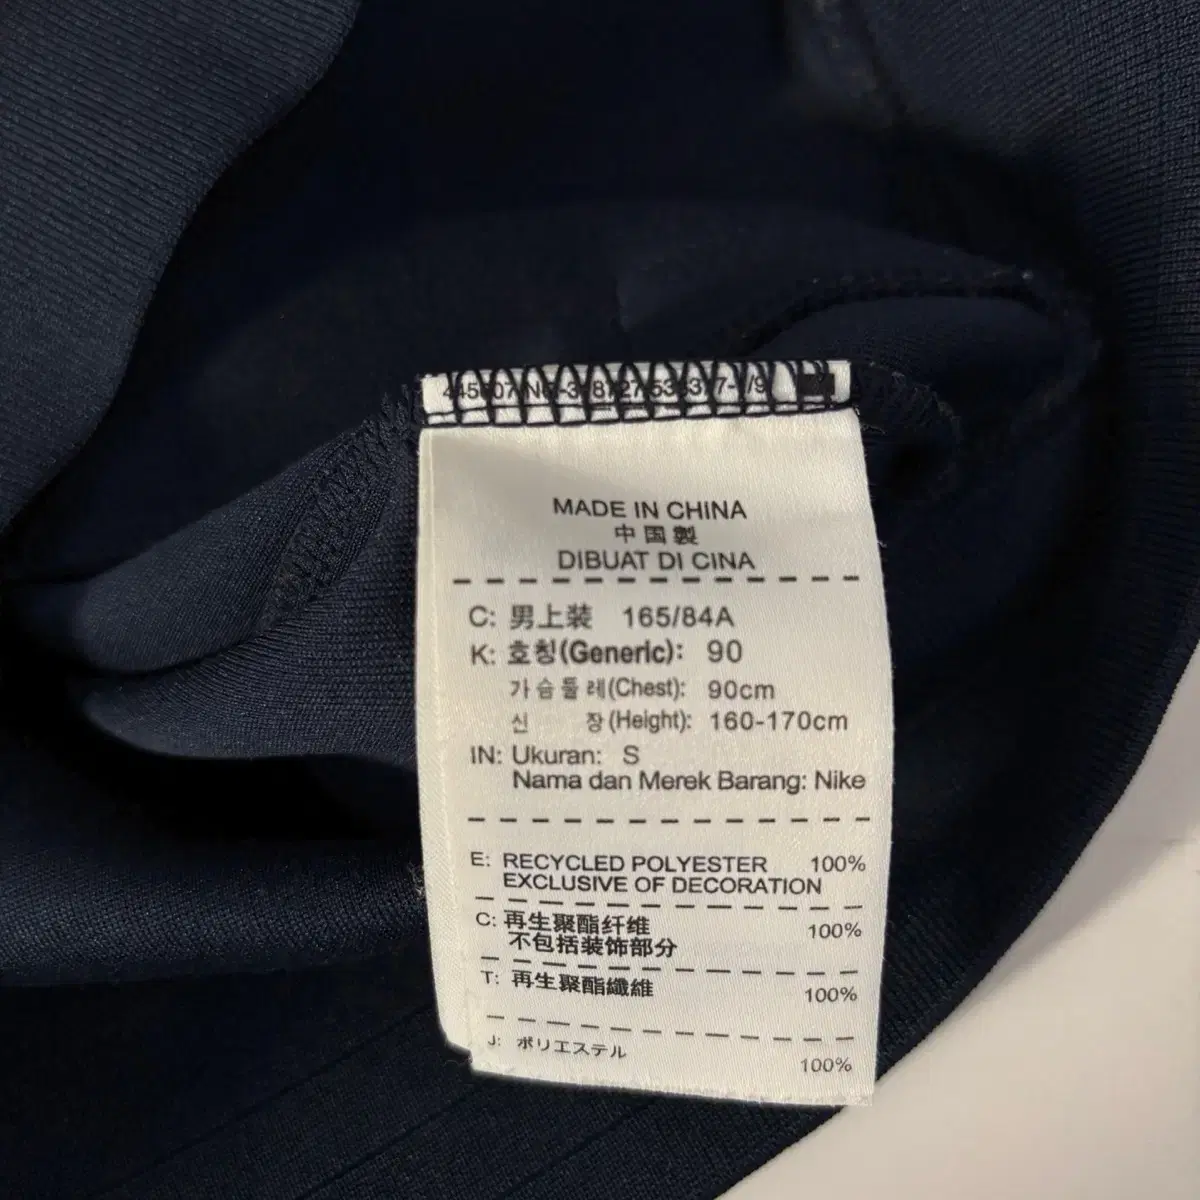 MADE IN CHINA
中国製
DIBUAT DI CINA
C: 男上装 165/84A
K: 호칭(Generic): 90
가슴둘레(Chest): 90cm
신 장(Height): 160-170cm
IN: Ukuran: S
Nama dan Merek Barang: Nike
E: RECYCLED POLYESTER 100%
EXCLUSIVE OF DECORATION
C: 再生聚酯纤维 100%
不包括装饰部分
T: 再生聚酯纖維 100%
J: ポリエステル 100%